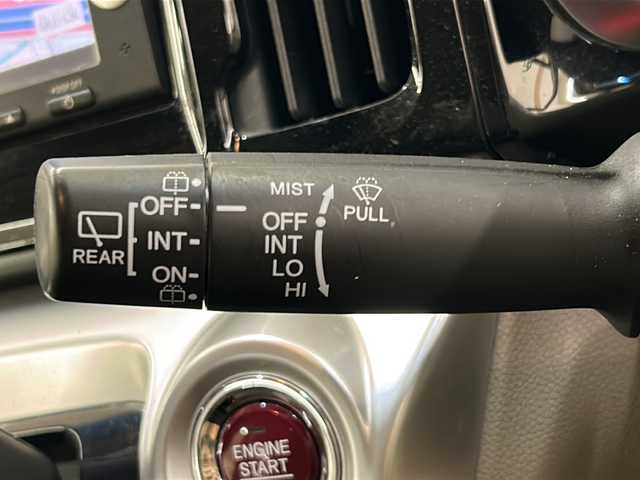 OFF
INT
ON
REAR
MIST
OFF
INT
LO
HI
PULL
ENGINE
START